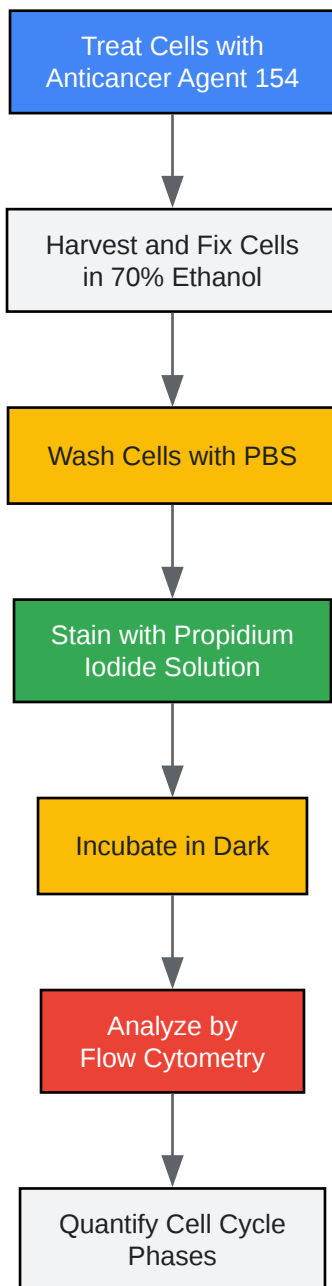 Treat Cells with
Anticancer Agent 154
Harvest and Fix Cells
in 70% Ethanol
Wash Cells with PBS
Stain with Propidium
Iodide Solution
Incubate in Dark
Analyze by
Flow Cytometry
Quantify Cell Cycle
Phases